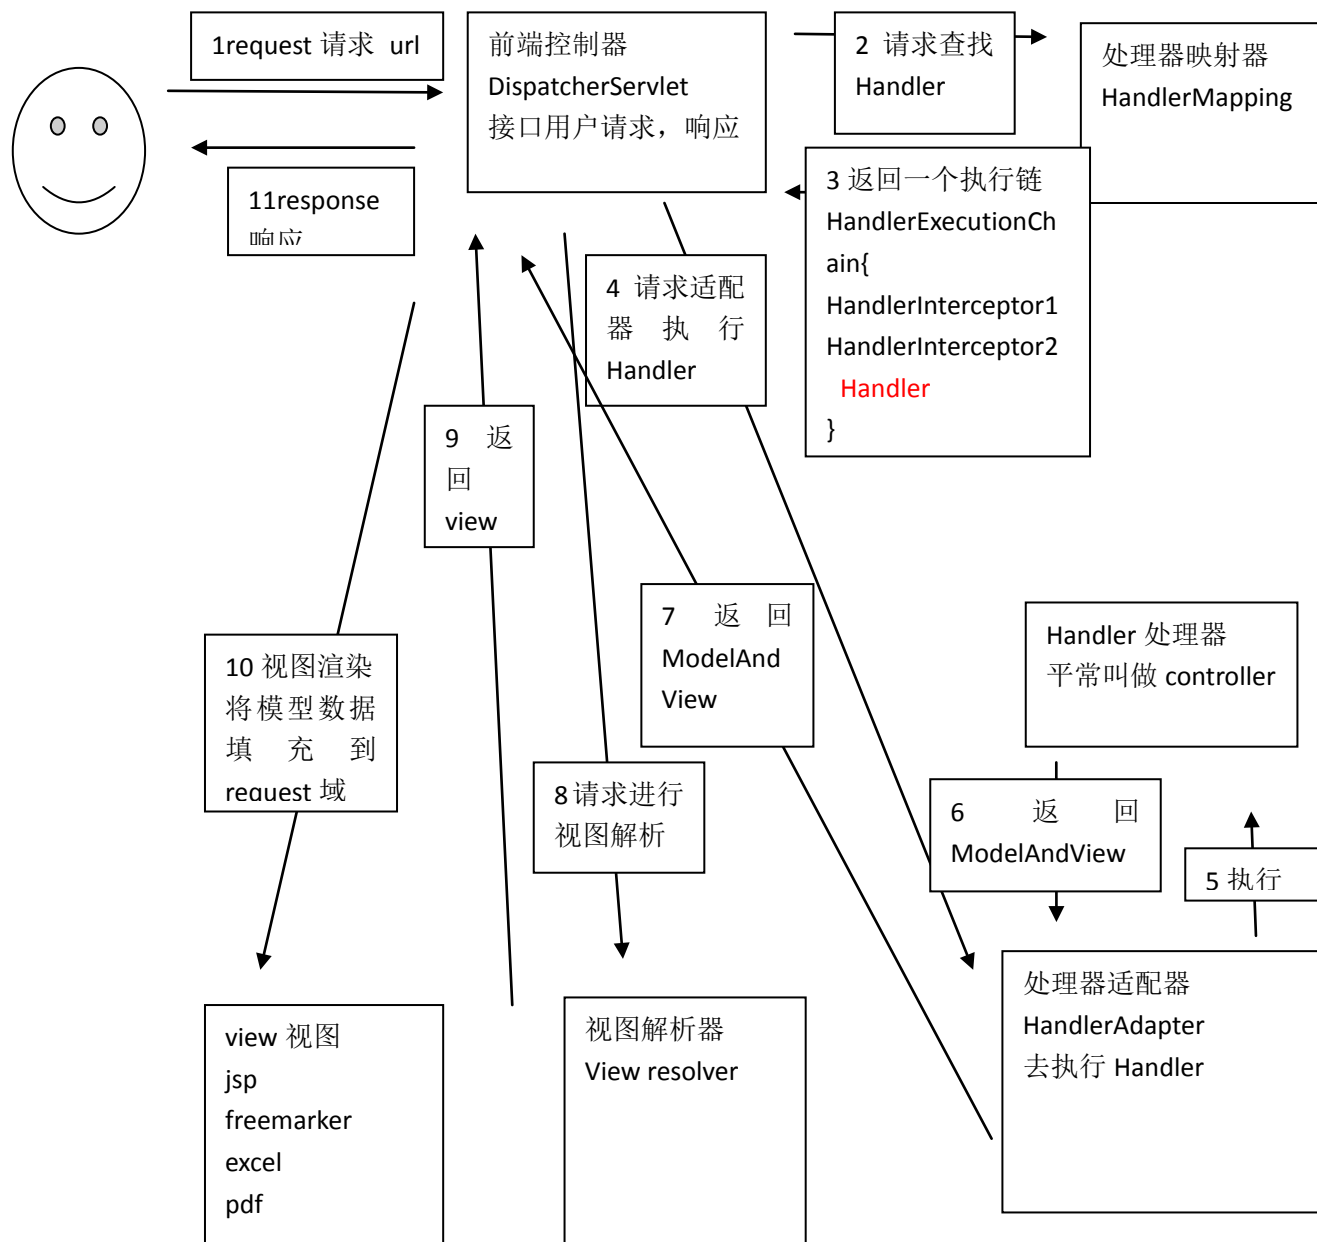 1request 请求 url
前端控制器
DispatcherServlet
接口用户请求，响应
2 请求查找
Handler
处理器映射器
HandlerMapping
3 返回一个执行链
HandlerExecutionCh
ain{
HandlerInterceptor1
HandlerInterceptor2
Handler
}
11response
响应
4 请求适配
器 执 行
Handler
9 返
回
view
7 返 回
ModelAnd
View
Handler 处理器
平常叫做 controller
10 视图渲染
将模型数据
填 充 到
request 域
8 请求进行
视图解析
6 返 回
ModelAndView
5 执行
view 视图
jsp
freemarker
excel
pdf
视图解析器
View resolver
处理器适配器
HandlerAdapter
去执行 Handler